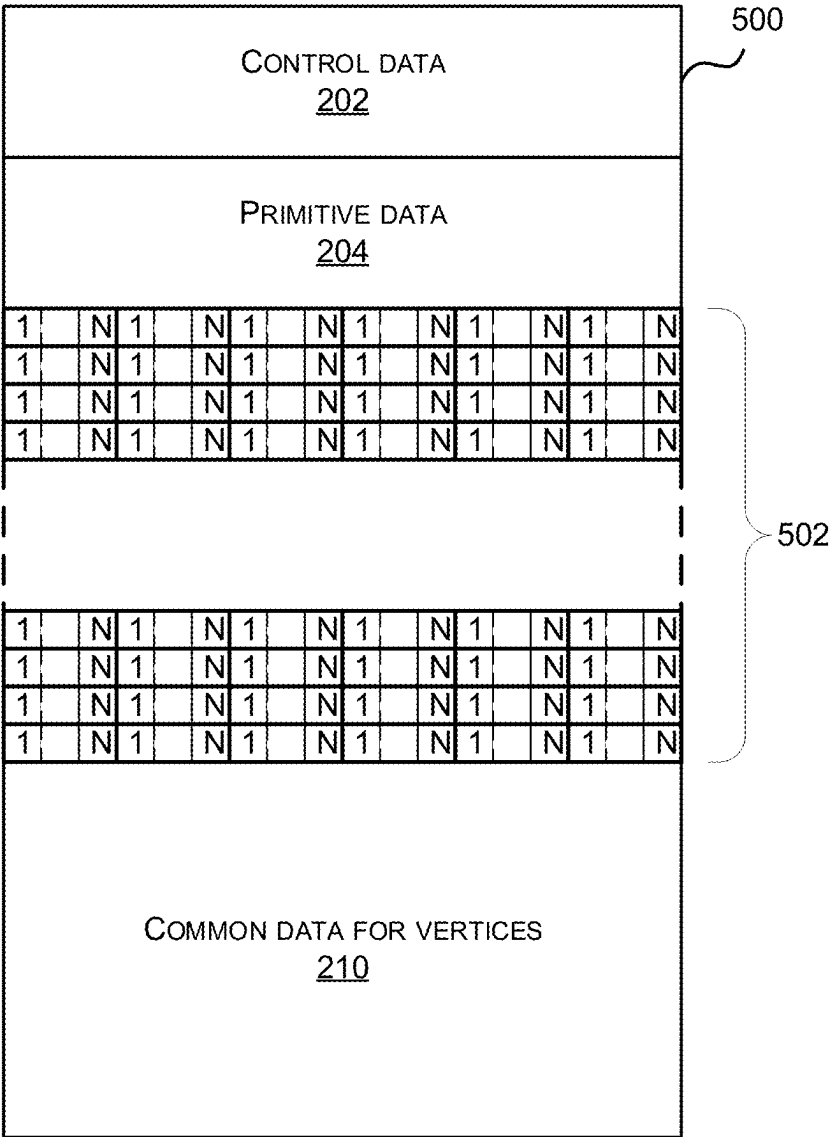 500
CONTROL DATA
202
PRIMITIVE DATA
204
1 N 1 N 1 N 1 N 1 N 1 N
1 N 1 N 1 N 1 N 1 N 1 N
1 N 1 N 1 N 1 N 1 N 1 N
1 N 1 N 1 N 1 N 1 N 1 N
502
1 N 1 N 1 N 1 N 1 N 1 N
1 N 1 N 1 N 1 N 1 N 1 N
1 N 1 N 1 N 1 N 1 N 1 N
1 N 1 N 1 N 1 N 1 N 1 N
COMMON DATA FOR VERTICES
210